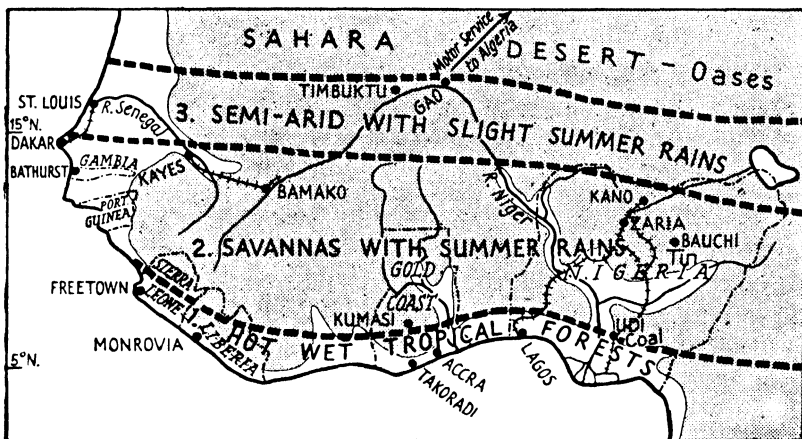 SAHARA DESERT - Oases
Motor Service
to Algeria
TIMBUKTU
GAO
ST. LOUIS
R. Senegal
3. SEMI-ARID WITH SLIGHT SUMMER RAINS
15°N.
DAKAR
BATHURST
GAMBIA
KAYES
BAMAKO
PORT
GUINEA
R. Niger
KANO
ZARIA
2. SAVANNAS WITH SUMMER RAINS
BAUCHI
Tin
NIGERIA
GOLD
COAST
SIERRA
LEONE
FREETOWN
LIBERIA
KUMASI
UDI
Coal
1. HOT WET TROPICAL FORESTS
MONROVIA
5°N.
ACCRA
TAKORADI
LAGOS